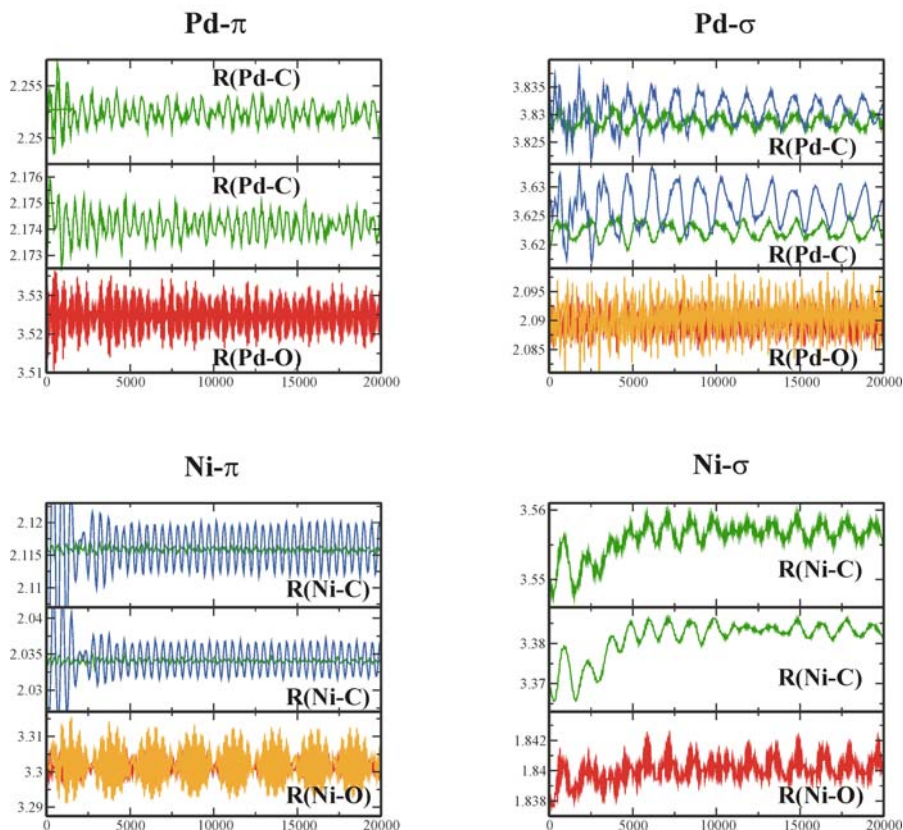 Pd-π
Pd-σ
R(Pd-C)
2.255
2.25
R(Pd-C)
2.176
2.174
2.173
3.53
3.52
3.51
R(Pd-O)
0 5000 10000 15000 20000
3.835
3.83
3.825
R(Pd-C)
3.63
3.625
3.62
R(Pd-C)
2.095
2.09
2.085
R(Pd-O)
0 5000 10000 15000 20000
Ni-π
Ni-σ
2.12
2.115
2.11
R(Ni-C)
2.04
2.035
2.03
R(Ni-C)
3.31
3.3
3.29
R(Ni-O)
0 5000 10000 15000 20000
3.56
3.55
R(Ni-C)
3.38
3.37
R(Ni-C)
1.842
1.84
1.838
R(Ni-O)
0 5000 10000 15000 20000